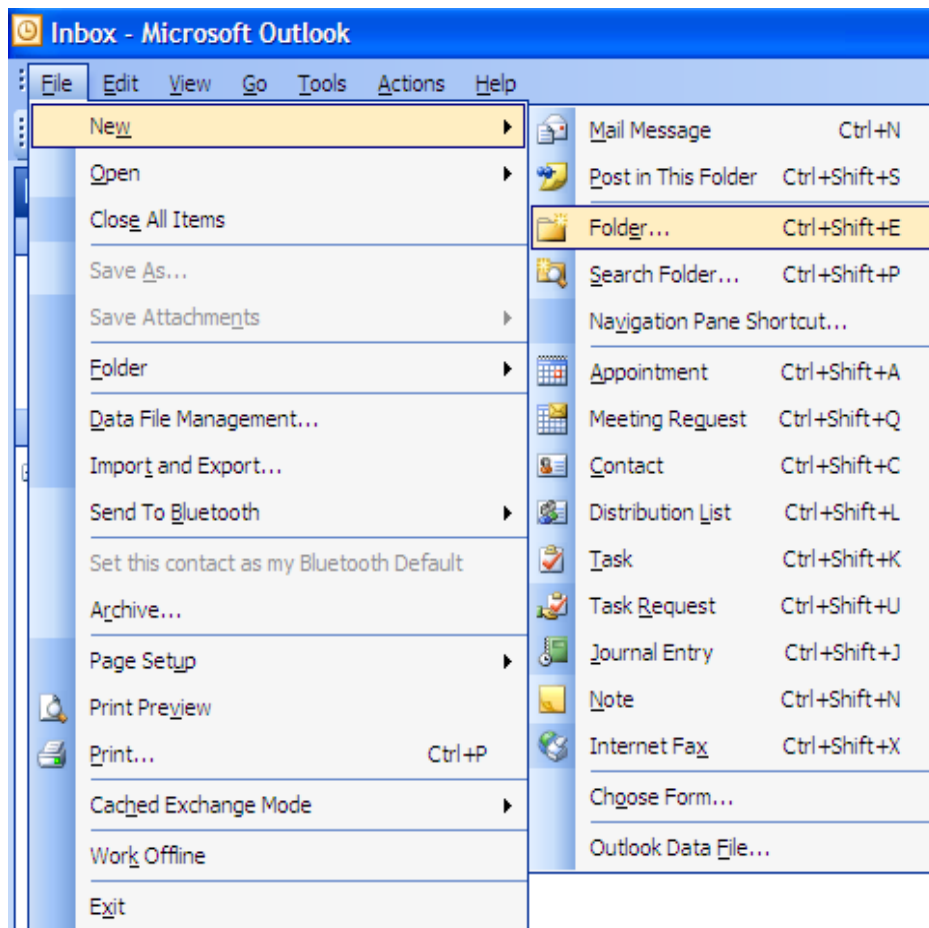 Inbox - Microsoft Outlook
File Edit View Go Tools Actions Help
New
Open
Close All Items
Save As...
Save Attachments
Folder
Data File Management...
Import and Export...
Send To Bluetooth
Set this contact as my Bluetooth Default
Archive...
Page Setup
Print Preview
Print... Ctrl+P
Cached Exchange Mode
Work Offline
Exit
Mail Message Ctrl+N
Post in This Folder Ctrl+Shift+S
Folder... Ctrl+Shift+E
Search Folder... Ctrl+Shift+P
Navigation Pane Shortcut...
Appointment Ctrl+Shift+A
Meeting Request Ctrl+Shift+Q
Contact Ctrl+Shift+C
Distribution List Ctrl+Shift+L
Task Ctrl+Shift+K
Task Request Ctrl+Shift+U
Journal Entry Ctrl+Shift+J
Note Ctrl+Shift+N
Internet Fax Ctrl+Shift+X
Choose Form...
Outlook Data File...